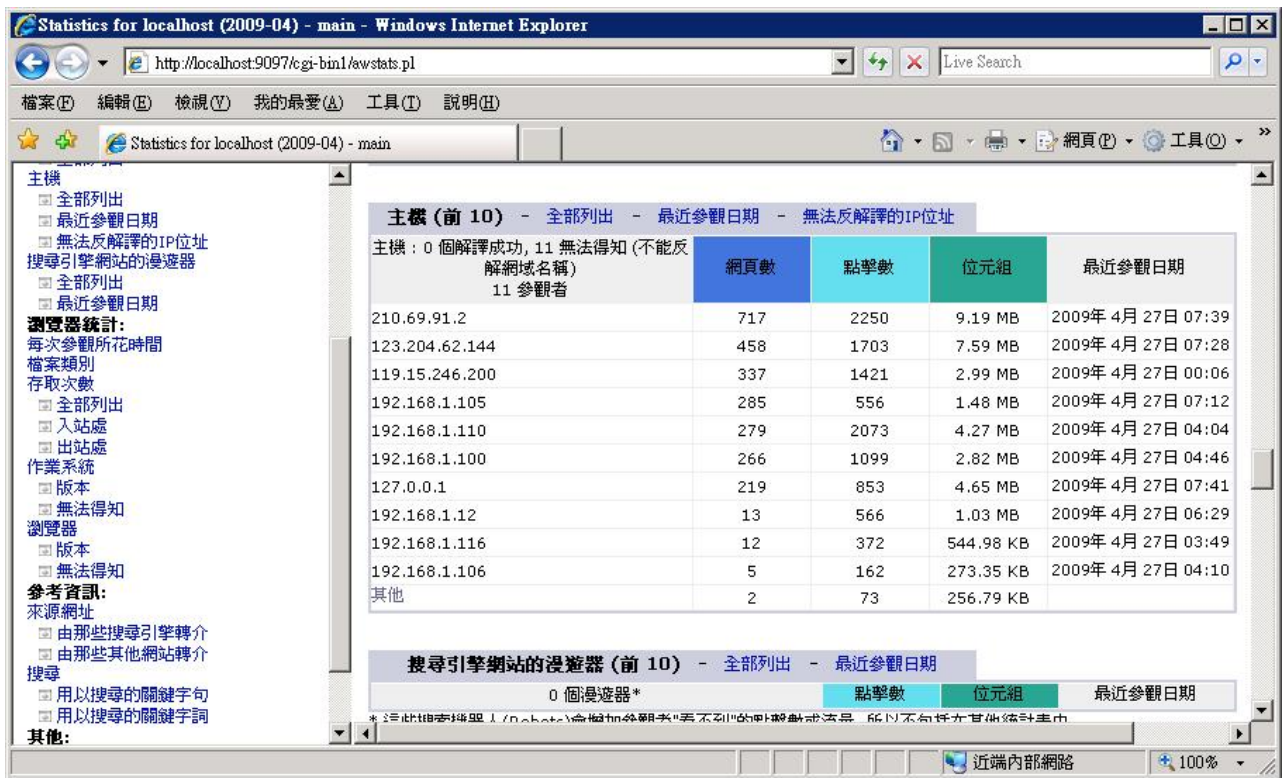 Statistics for localhost (2009-04) - main - Windows Internet Explorer
http://localhost:9097/cgi-bin1/awstats.pl
Live Search
檔案(F) 編輯(E) 檢視(V) 我的最愛(A) 工具(T) 說明(H)
Statistics for localhost (2009-04) - main
網頁(P) 工具(O)
主機
全部列出
最近參觀日期
無法反解譯的IP位址
搜尋引擎網站的漫遊器
全部列出
最近參觀日期
瀏覽器統計:
每次參觀所花時間
檔案類別
存取次數
全部列出
入站處
出站處
作業系統
版本
無法得知
瀏覽器
版本
無法得知
參考資訊:
來源網址
由那些搜尋引擎轉介
由那些其他網站轉介
搜尋
用以搜尋的關鍵字句
用以搜尋的關鍵字詞
其他:
主機 (前 10) - 全部列出 - 最近參觀日期 - 無法反解譯的IP位址
主機 : 0 個解譯成功, 11 無法得知 (不能反解網域名稱)
11 參觀者
網頁數 點擊數 位元組 最近參觀日期
210.69.91.2 717 2250 9.19 MB 2009年 4月 27日 07:39
123.204.62.144 458 1703 7.59 MB 2009年 4月 27日 07:28
119.15.246.200 337 1421 2.99 MB 2009年 4月 27日 00:06
192.168.1.105 285 556 1.48 MB 2009年 4月 27日 07:12
192.168.1.110 279 2073 4.27 MB 2009年 4月 27日 04:04
192.168.1.100 266 1099 2.82 MB 2009年 4月 27日 04:46
127.0.0.1 219 853 4.65 MB 2009年 4月 27日 07:41
192.168.1.12 13 566 1.03 MB 2009年 4月 27日 06:29
192.168.1.116 12 372 544.98 KB 2009年 4月 27日 03:49
192.168.1.106 5 162 273.35 KB 2009年 4月 27日 04:10
其他 2 73 256.79 KB
搜尋引擎網站的漫遊器 (前 10) - 全部列出 - 最近參觀日期
0 個漫遊器* 點擊數 位元組 最近參觀日期
近端內部網路
100%